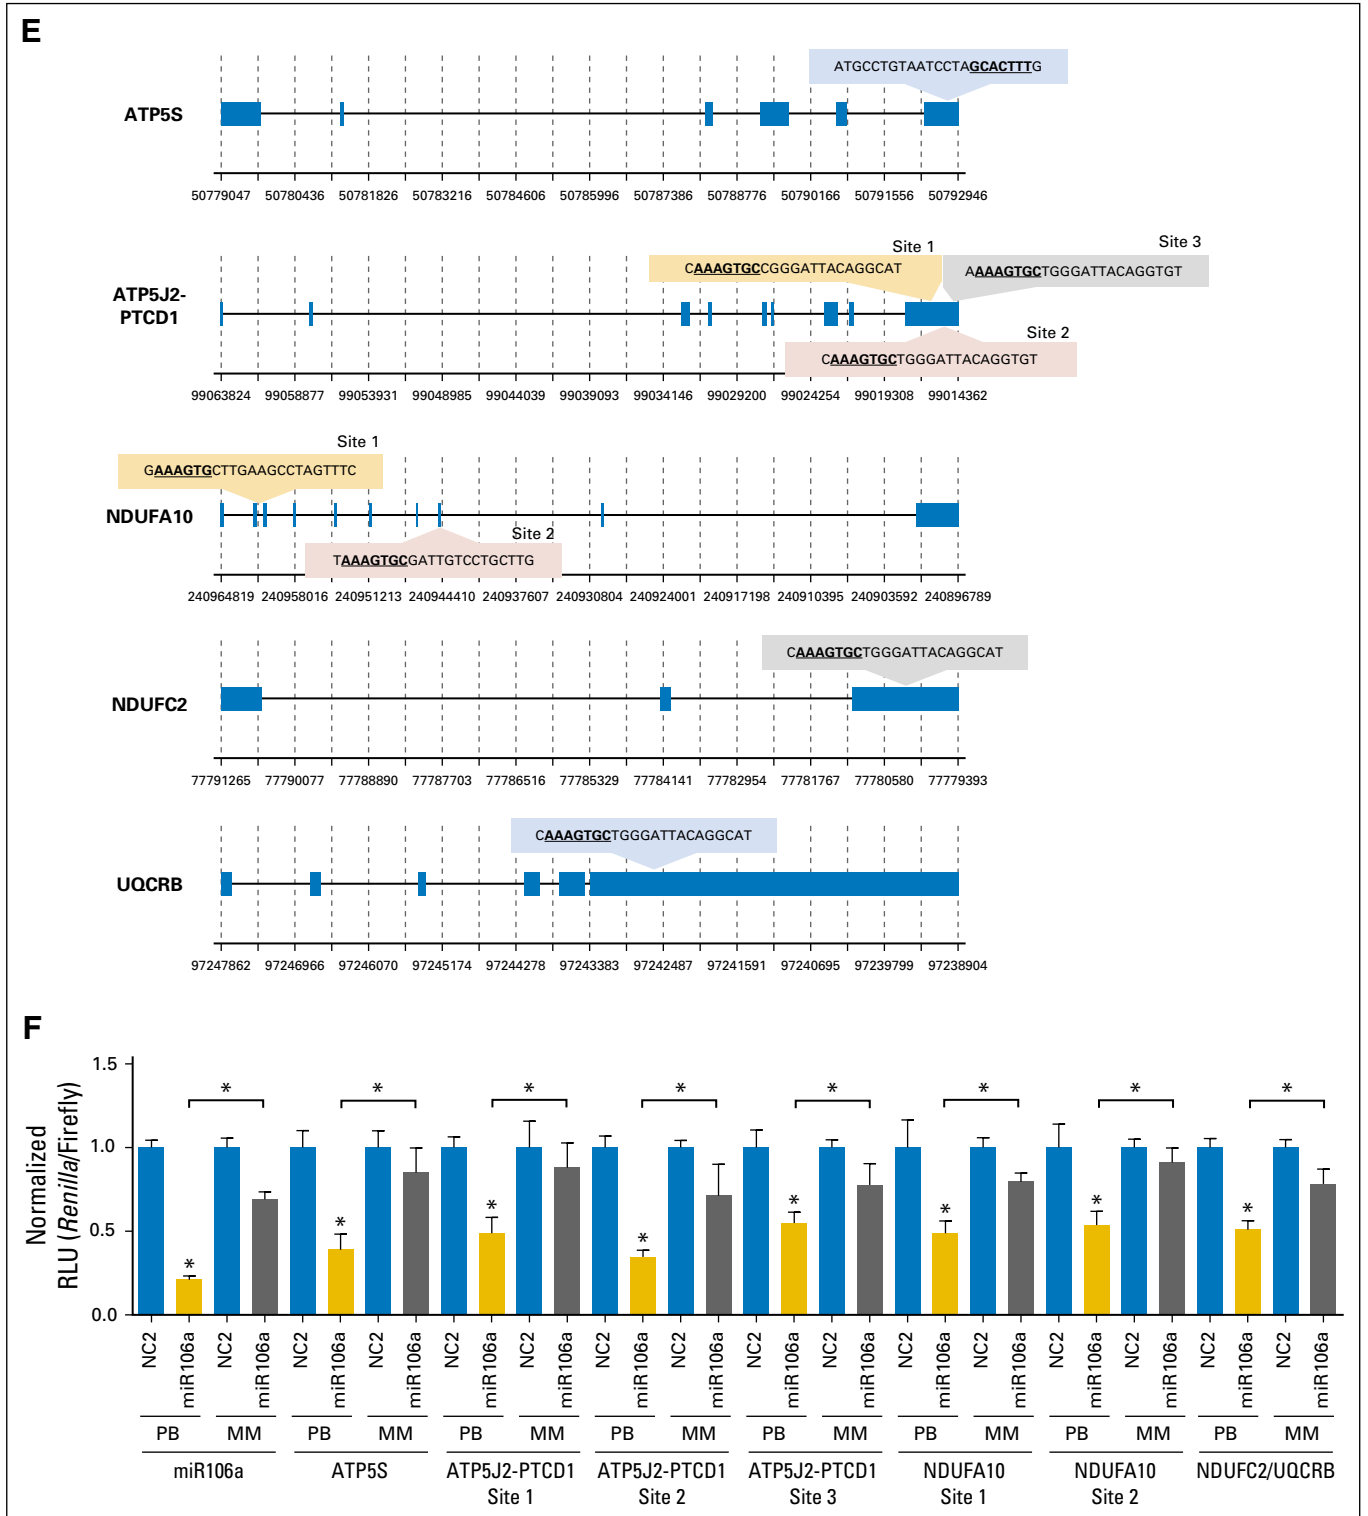 E
ATGCCTGTAATCCTAGCACTTTG
ATP5S
50779047 50780436 50781826 50783216 50784606 50785996 50787386 50788776 50790166 50791556 50792946
Site 1
Site 3
CAAAGTGCCGGGATTACAGGCAT
AAAAGTGCTGGGATTACAGGTGT
ATP5J2-
PTCD1
Site 2
CAAAGTGCTGGGATTACAGGTGT
99063824 99058877 99053931 99048985 99044039 99039093 99034146 99029200 99024254 99019308 99014362
Site 1
GAAAGTGCTTGAAGCCTAGTTTC
NDUFA10
Site 2
TAAAGTGCGATTGTCCTGCTTG
240964819 240958016 240951213 240944410 240937607 240930804 240924001 240917198 240910395 240903592 240896789
CAAAGTGCTGGGATTACAGGCAT
NDUFC2
77791265 77790077 77788890 77787703 77786516 77785329 77784141 77782954 77781767 77780580 77779393
CAAAGTGCTGGGATTACAGGCAT
UQCRB
97247862 97246966 97246070 97245174 97244278 97243383 97242487 97241591 97240695 97239799 97238904
F
Normalized
RLU (Renilla/Firefly)
1.5
1.0
0.5
0.0
* * * * * * * *
* * * * * * * *
NC2 miR106a NC2 miR106a NC2 miR106a NC2 miR106a NC2 miR106a NC2 miR106a NC2 miR106a NC2 miR106a NC2 miR106a NC2 miR106a NC2 miR106a NC2 miR106a NC2 miR106a NC2 miR106a NC2 miR106a NC2 miR106a
PB MM PB MM PB MM PB MM PB MM PB MM PB MM PB MM
miR106a ATP5S ATP5J2-PTCD1 ATP5J2-PTCD1 ATP5J2-PTCD1 NDUFA10 NDUFA10 NDUFC2/UQCRB
Site 1 Site 2 Site 3 Site 1 Site 2